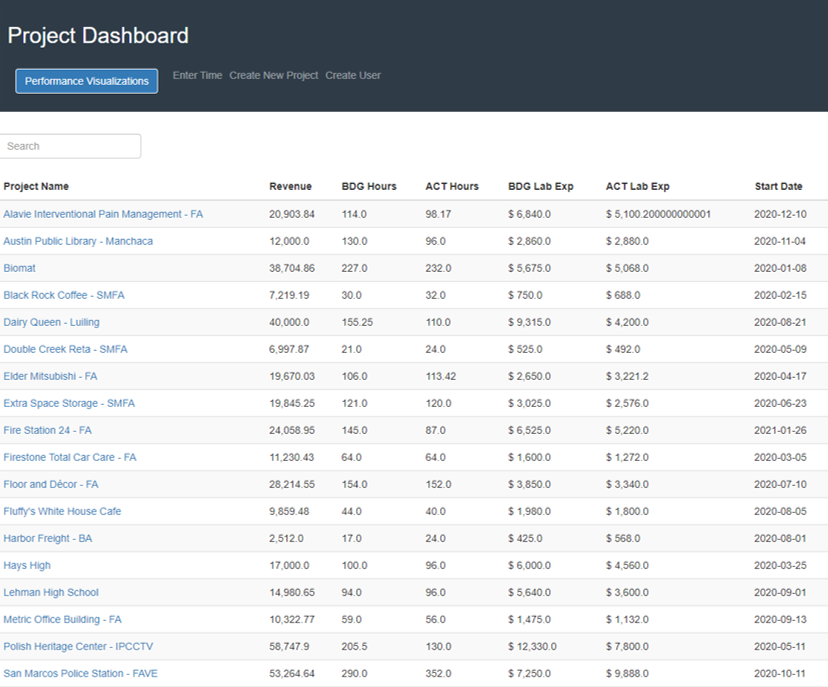 Project Dashboard
Performance Visualizations Enter Time Create New Project Create User
Search
Project Name Revenue BDG Hours ACT Hours BDG Lab Exp ACT Lab Exp Start Date
Alavie Interventional Pain Management - FA 20,903.84 114.0 98.17 $ 6,840.0 $ 5,100.200000000001 2020-12-10
Austin Public Library - Manchaca 12,000.0 130.0 96.0 $ 2,860.0 $ 2,880.0 2020-11-04
Biomat 38,704.86 227.0 232.0 $ 5,675.0 $ 5,068.0 2020-01-08
Black Rock Coffee - SMFA 7,219.19 30.0 32.0 $ 750.0 $ 688.0 2020-02-15
Dairy Queen - Luiling 40,000.0 155.25 110.0 $ 9,315.0 $ 4,200.0 2020-08-21
Double Creek Reta - SMFA 6,997.87 21.0 24.0 $ 525.0 $ 492.0 2020-05-09
Elder Mitsubishi - FA 19,670.03 106.0 113.42 $ 2,650.0 $ 3,221.2 2020-04-17
Extra Space Storage - SMFA 19,845.25 121.0 120.0 $ 3,025.0 $ 2,576.0 2020-06-23
Fire Station 24 - FA 24,058.95 145.0 87.0 $ 6,525.0 $ 5,220.0 2021-01-26
Firestone Total Car Care - FA 11,230.43 64.0 64.0 $ 1,600.0 $ 1,272.0 2020-03-05
Floor and Décor - FA 28,214.55 154.0 152.0 $ 3,850.0 $ 3,340.0 2020-07-10
Fluffy's White House Cafe 9,859.48 44.0 40.0 $ 1,980.0 $ 1,800.0 2020-08-05
Harbor Freight - BA 2,512.0 17.0 24.0 $ 425.0 $ 568.0 2020-08-01
Hays High 17,000.0 100.0 96.0 $ 6,000.0 $ 4,560.0 2020-03-25
Lehman High School 14,980.65 94.0 96.0 $ 5,640.0 $ 3,600.0 2020-09-01
Metric Office Building - FA 10,322.77 59.0 56.0 $ 1,475.0 $ 1,132.0 2020-09-13
Polish Heritage Center - IPCCTV 58,747.9 205.5 130.0 $ 12,330.0 $ 7,800.0 2020-05-11
San Marcos Police Station - FAVE 53,264.64 290.0 352.0 $ 7,250.0 $ 9,888.0 2020-10-11